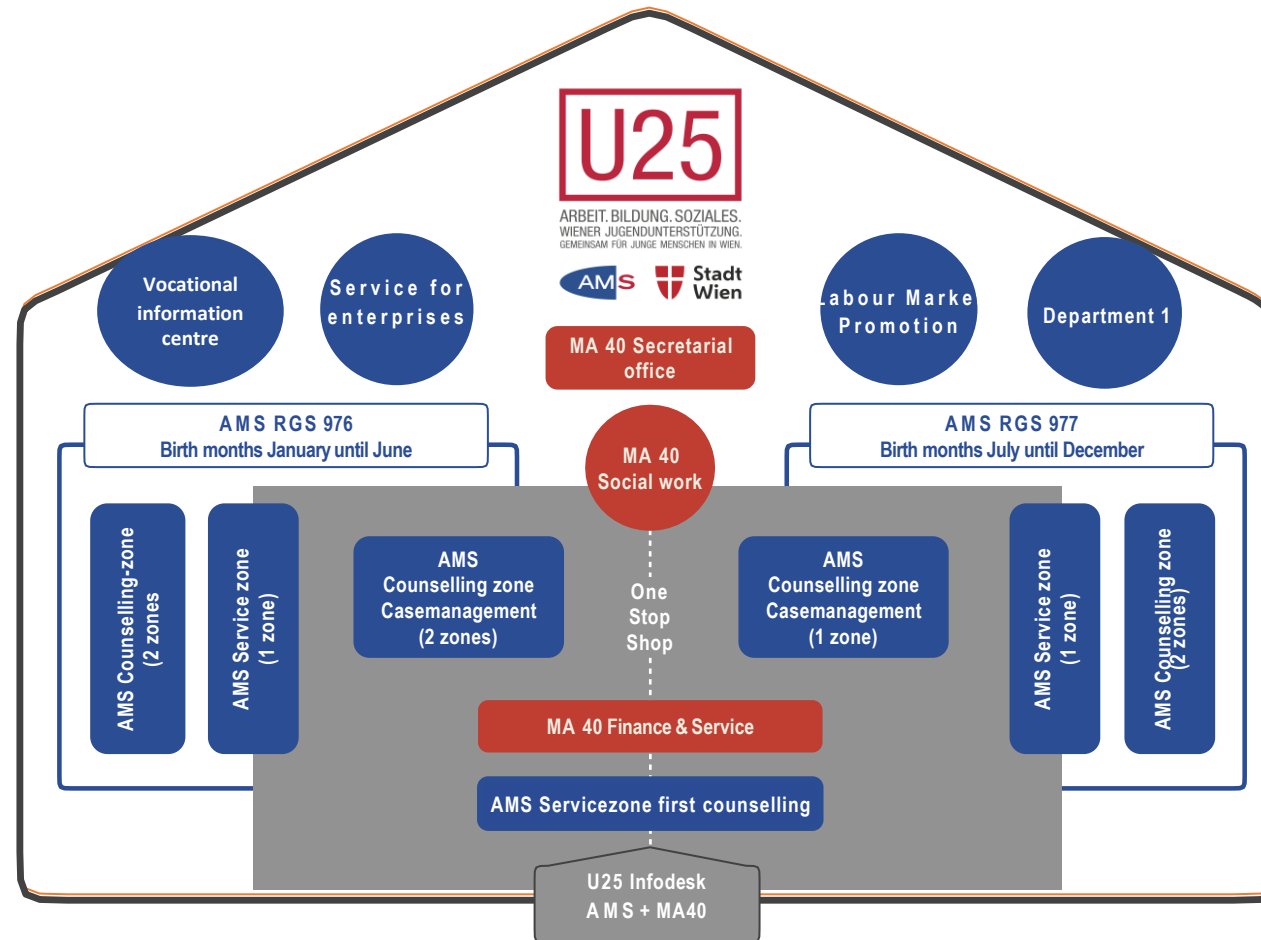 U25
ARBEIT. BILDUNG. SOZIALES.
WIENER JUGENDUNTERSTÜTZUNG.
GEMEINSAM FÜR JUNGE MENSCHEN IN WIEN.
AMS
Stadt
Wien
Vocational
information
centre
Service for
enterprises
Labour Marke
Promotion
Department 1
MA 40 Secretarial
office
AMS RGS 976
Birth months January until June
MA 40
Social work
AMS RGS 977
Birth months July until December
AMS Counselling-zone
(2 zones
AMS Service zone
(1 zone)
AMS
Counselling zone
Casemanagement
(2 zones)
One
Stop
Shop
AMS
Counselling zone
Casemanagement
(1 zone)
AMS Service zone
(1 zone)
AMS Counselling zone
(2 zones)
MA 40 Finance & Service
AMS Servicezone first counselling
U25 Infodesk
AMS + MA40